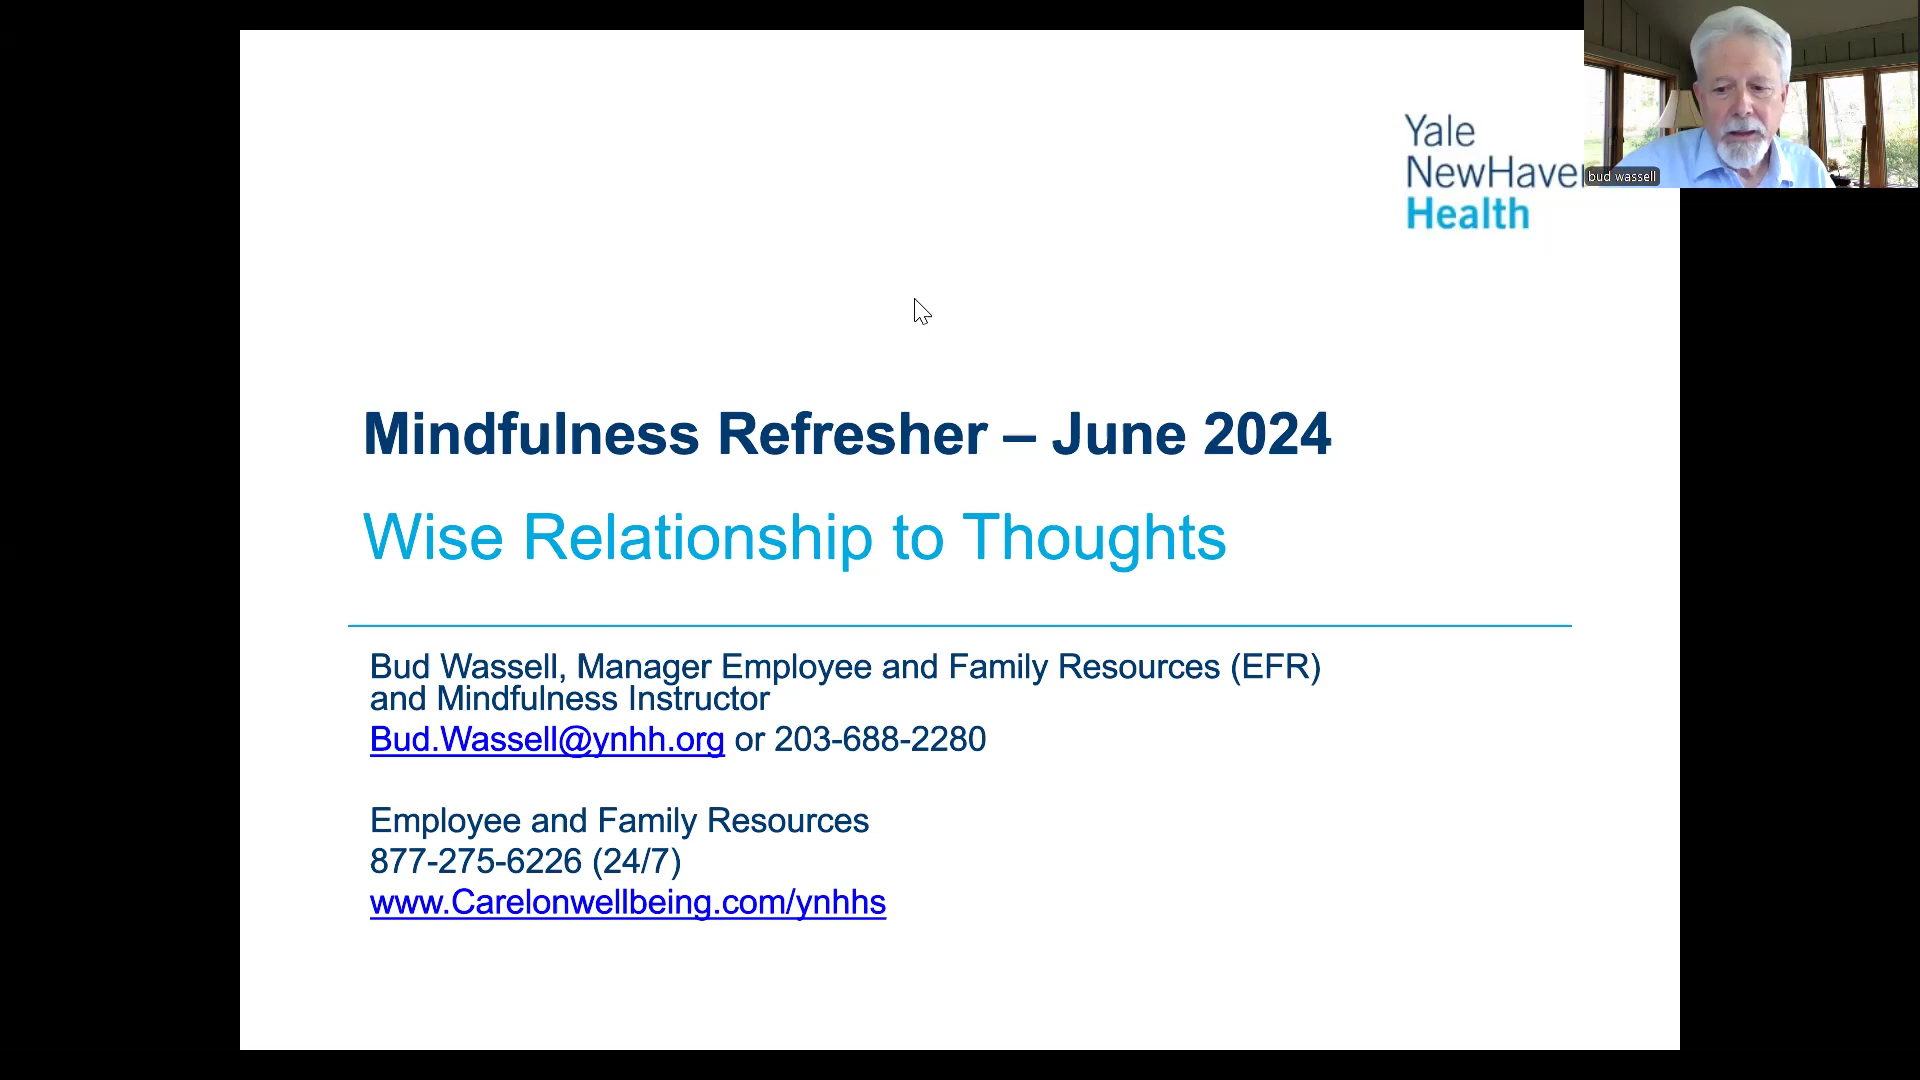 Yale
NewHaven
Health
bud wassell
Mindfulness Refresher – June 2024
Wise Relationship to Thoughts
Bud Wassell, Manager Employee and Family Resources (EFR)
and Mindfulness Instructor
Bud.Wassell@ynhh.org or 203-688-2280
Employee and Family Resources
877-275-6226 (24/7)
www.Carelonwellbeing.com/ynhhs